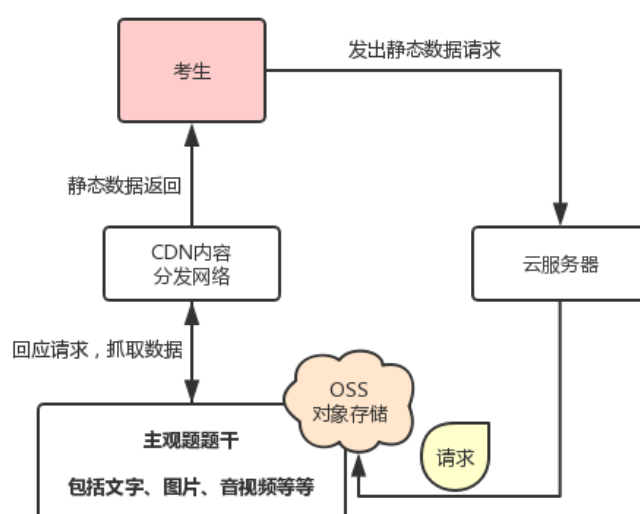 考生
发出静态数据请求
静态数据返回
CDN内容
分发网络
云服务器
回应请求，抓取数据
OSS
对象存储
主观题题干
请求
包括文字、图片、音视频等等